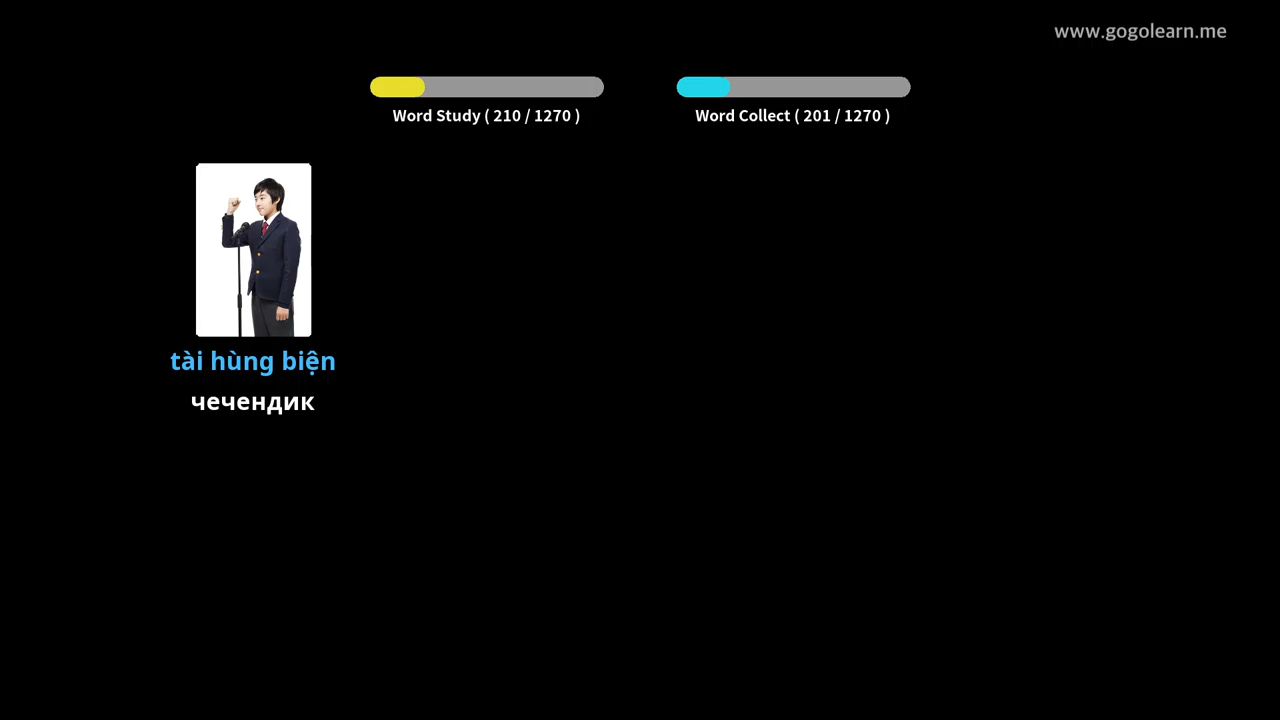 www.gogolearn.me
Word Study ( 210 / 1270 )
Word Collect ( 201 / 1270 )
tài hùng biện
чечендик